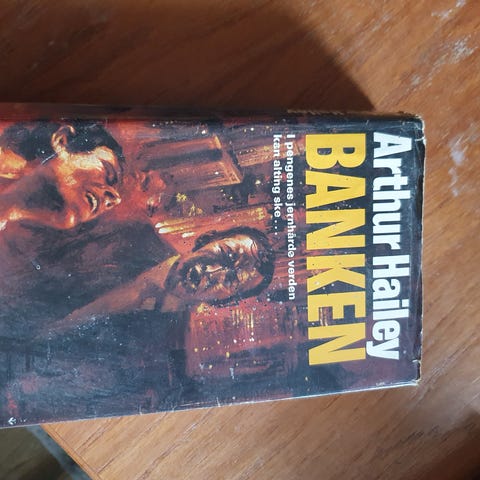 Arthur Hailey
BANKEN
I pengenes jernhårde verden
kan alting ske...